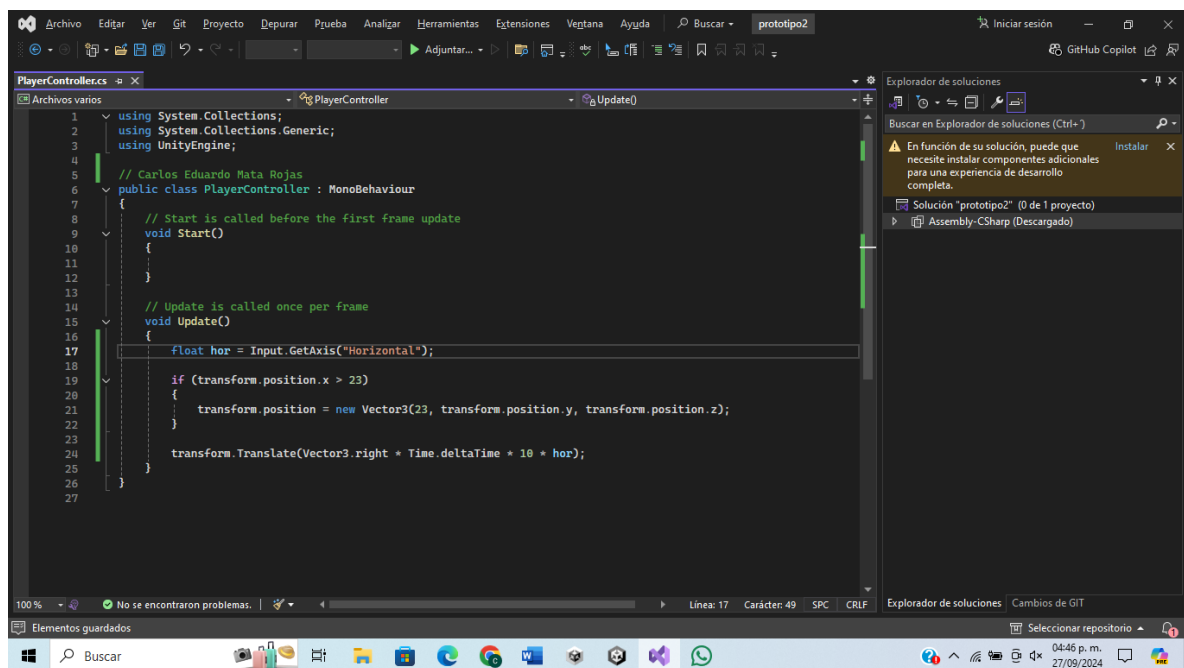 Archivo Editar Ver Git Proyecto Depurar Prueba Analizar Herramientas Extensiones Ventana Ayuda Buscar prototipo2 Iniciar sesión
Adjuntar... GitHub Copilot
PlayerController.cs
Archivos varios PlayerController Update()
1 using System.Collections;
2 using System.Collections.Generic;
3 using UnityEngine;
4
5 // Carlos Eduardo Mata Rojas
6 public class PlayerController : MonoBehaviour
7 {
8 // Start is called before the first frame update
9 void Start()
10 {
11
12 }
13
14 // Update is called once per frame
15 void Update()
16 {
17 float hor = Input.GetAxis("Horizontal");
18
19 if (transform.position.x > 23)
20 {
21 transform.position = new Vector3(23, transform.position.y, transform.position.z);
22 }
23
24 transform.Translate(Vector3.right * Time.deltaTime * 10 * hor);
25 }
26 }
27
100 % No se encontraron problemas. Línea: 17 Carácter: 49 SPC CRLF
Explorador de soluciones
Buscar en Explorador de soluciones (Ctrl+´)
En función de su solución, puede que Instalar
necesite instalar componentes adicionales
para una experiencia de desarrollo
completa.
Solución "prototipo2" (0 de 1 proyecto)
Assembly-CSharp (Descargado)
Explorador de soluciones Cambios de GIT
Elementos guardados Seleccionar repositorio 1
Buscar 04:46 p. m.
27/09/2024